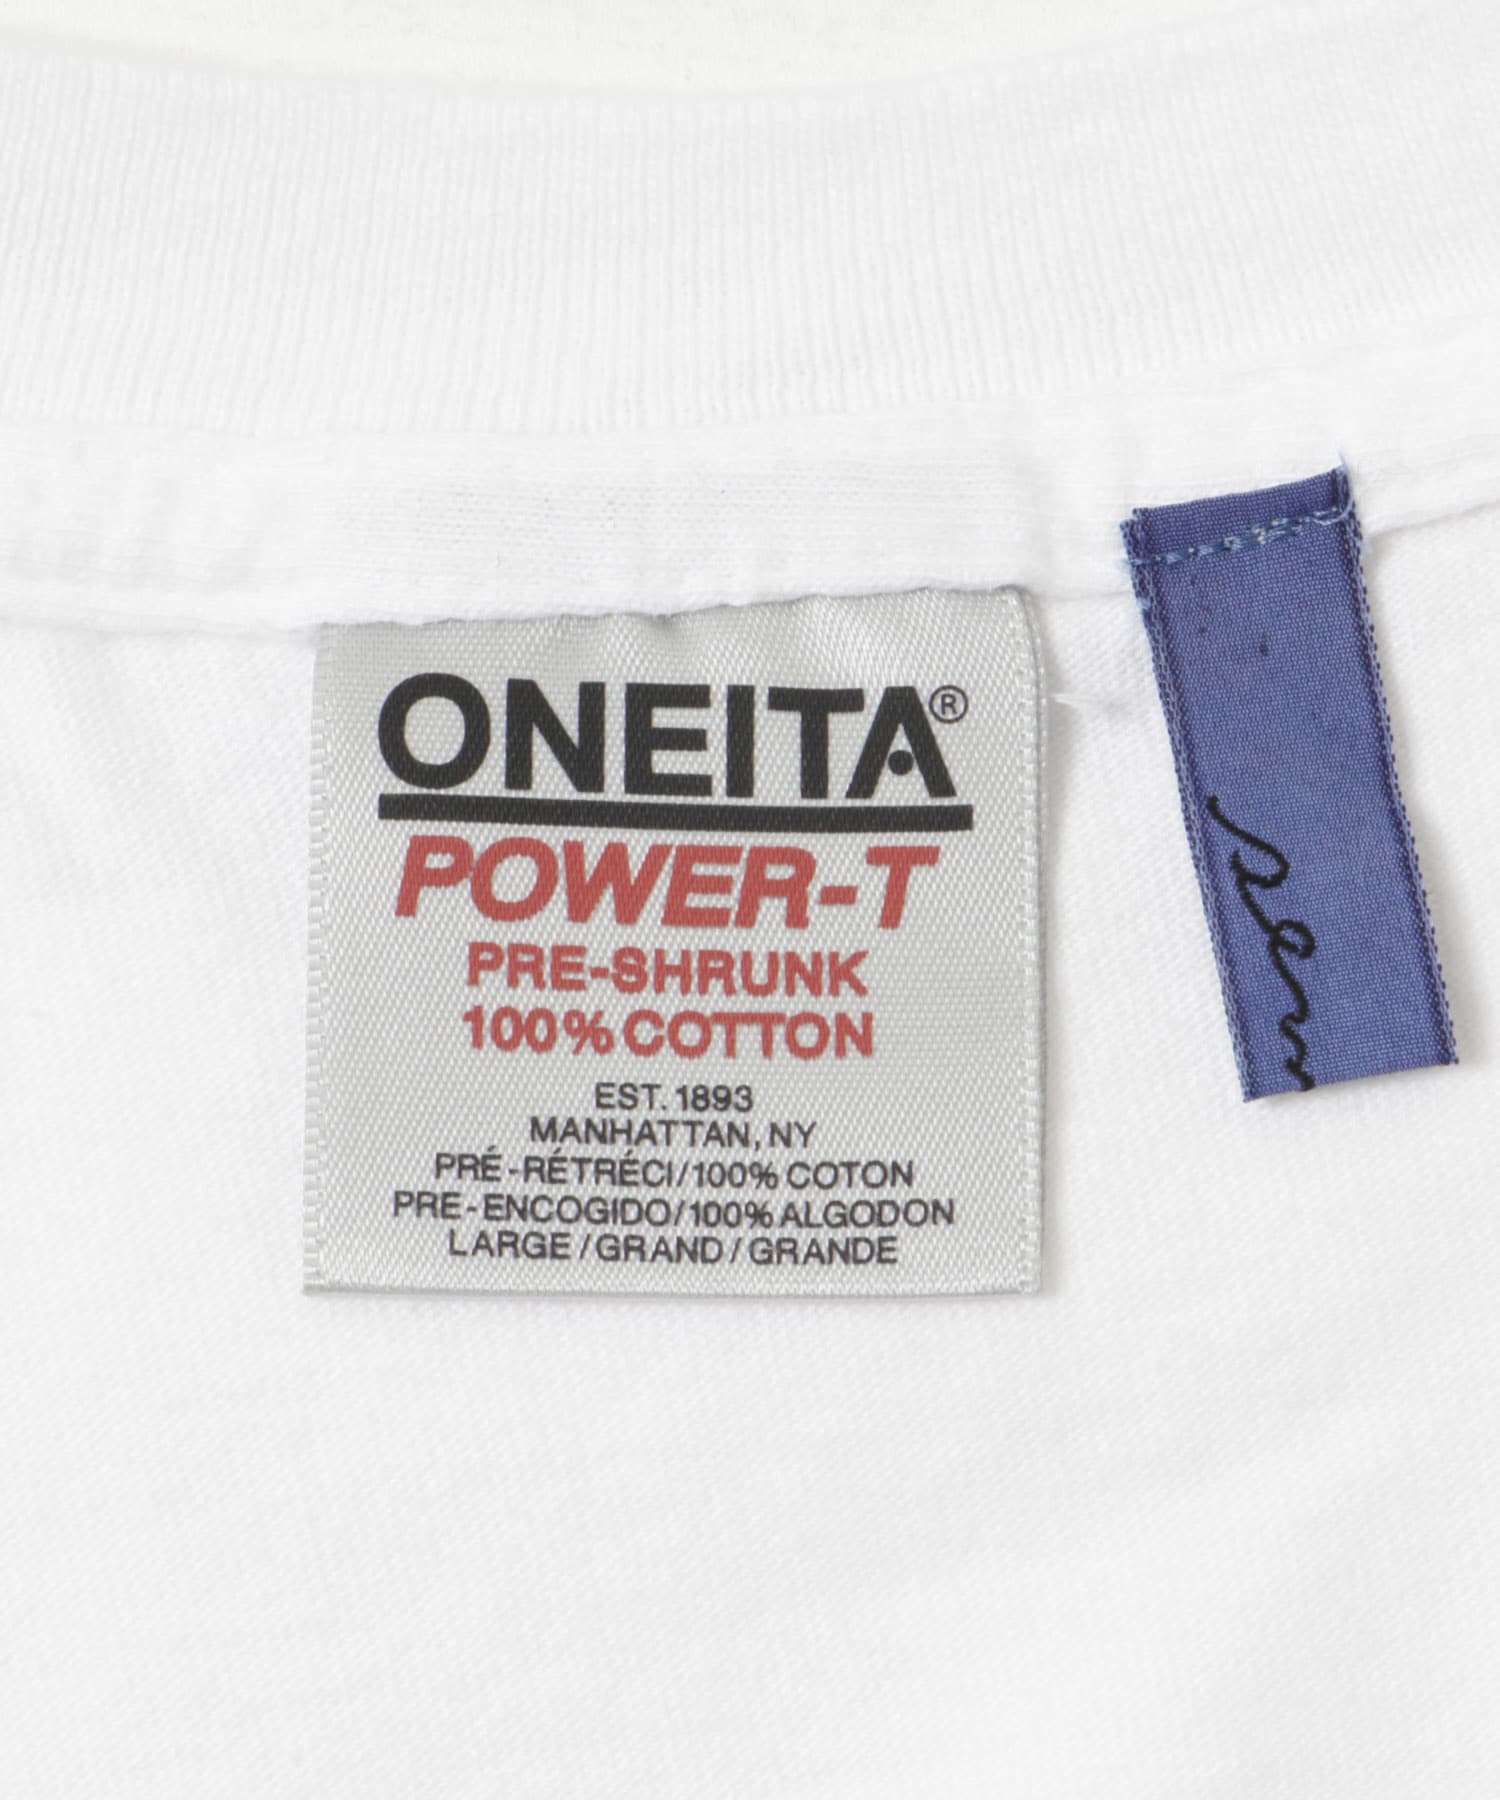 ONEITA®
POWER-T
PRE-SHRUNK
100% COTTON
EST. 1893
MANHATTAN, NY
PRÉ-RÉTRÉCI/100% COTON
PRE-ENCOGIDO/100% ALGODON
LARGE/GRAND/GRANDE